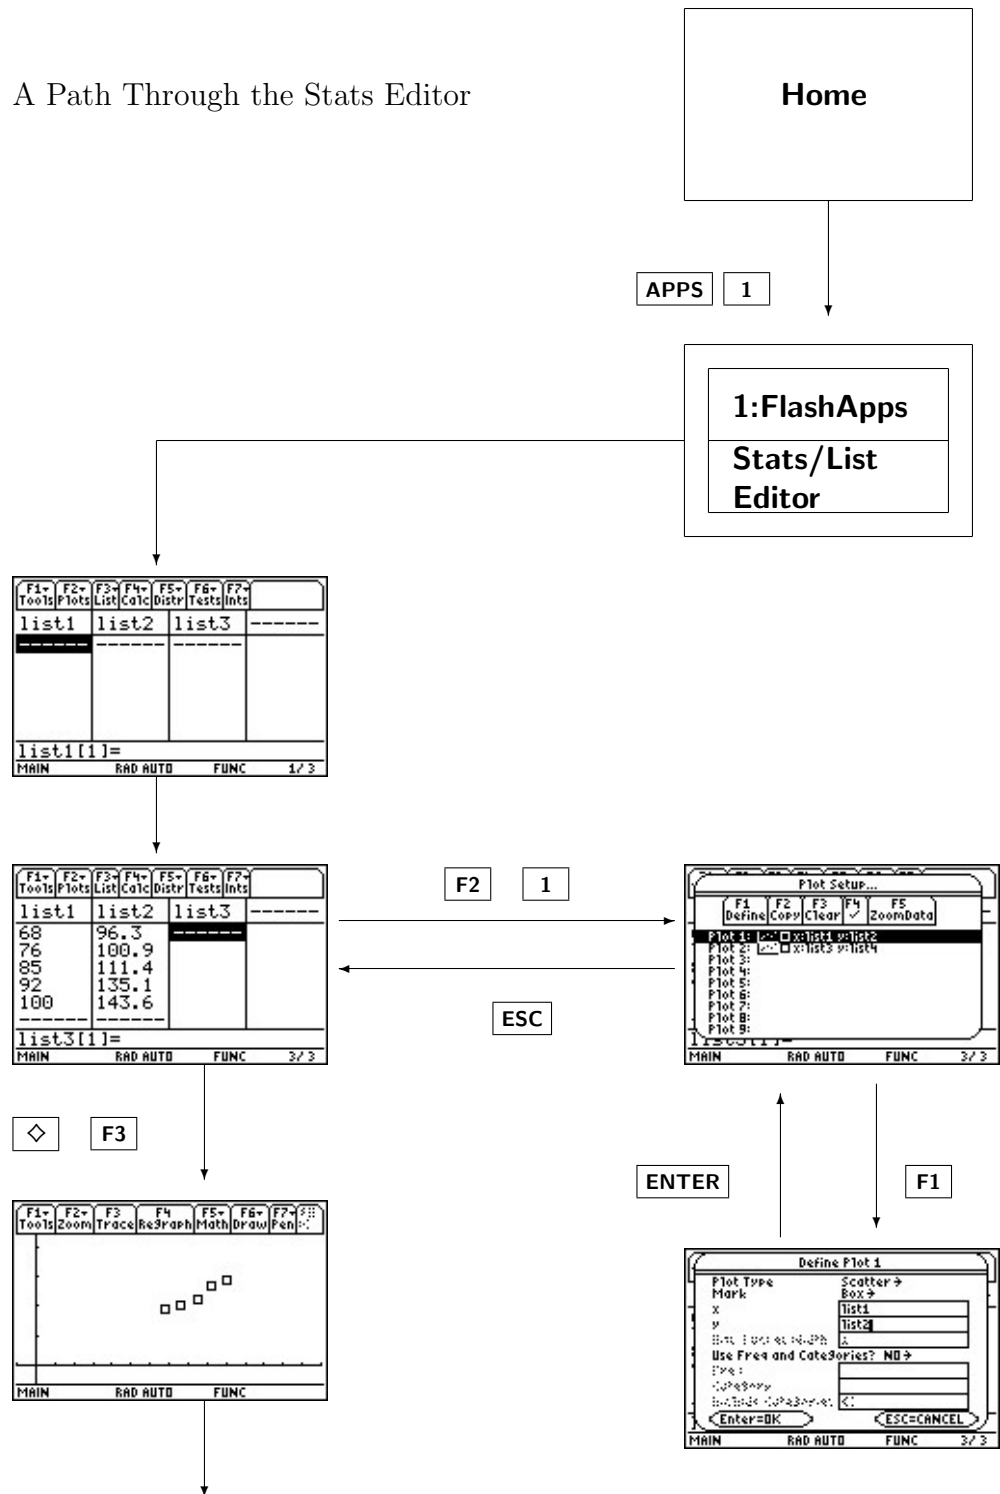 A Path Through the Stats Editor
Home
APPS 1
1:FlashApps
Stats/List
Editor
F1 F2 F3 F4 F5 F6 F7
Tools Plots List Calc Distr Tests Ints
list1 list2 list3 ------
------ ------ ------
list1[1]=
MAIN RAD AUTO FUNC 1/3
F1 F2 F3 F4 F5 F6 F7
Tools Plots List Calc Distr Tests Ints
list1 list2 list3 ------
68 96.3 ------
76 100.9
85 111.4
92 135.1
100 143.6
------ ------
list3[1]=
MAIN RAD AUTO FUNC 3/3
F2 1
ESC
Plot Setup...
F1 F2 F3 F4 F5
Define Copy Clear ✓ ZoomData
Plot 1: x:list1 y:list2
Plot 2: x:list3 y:list4
Plot 3:
Plot 4:
Plot 5:
Plot 6:
Plot 7:
Plot 8:
Plot 9:
MAIN RAD AUTO FUNC 3/3
◇ F3
ENTER
F1
F1 F2 F3 F4 F5 F6 F7
Tools Zoom Trace ReGraph Math Draw Pen
MAIN RAD AUTO FUNC
Define Plot 1
Plot Type Scatter→
Mark Box→
x list1
y list2
Use Freq and Categories? NO→
Category
Include Categories {}
Enter=OK ESC=CANCEL
MAIN RAD AUTO FUNC 3/3